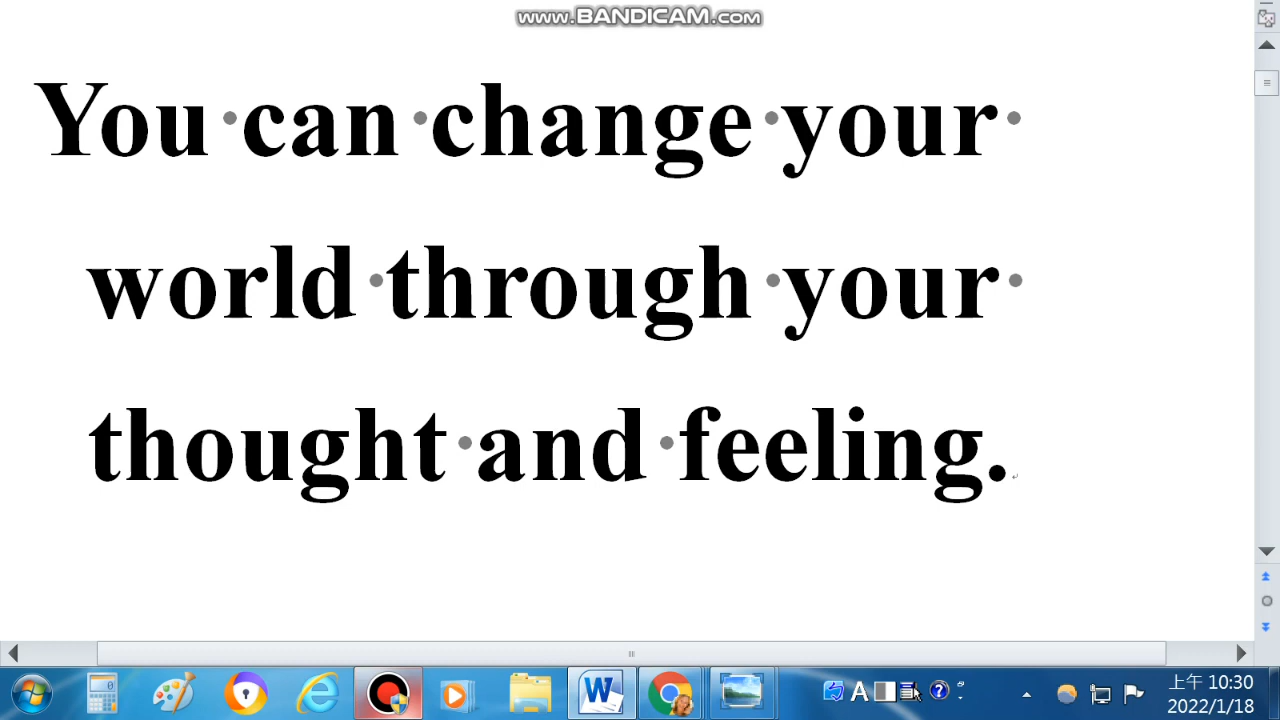 www.BANDICAM.com
You can change your
world through your
thought and feeling.
上午 10:30
2022/1/18